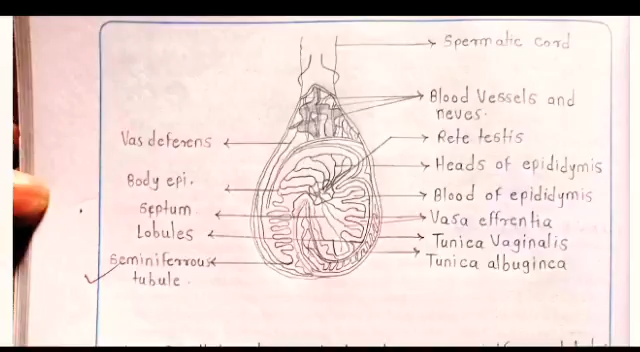 Spermatic cord
Blood Vessels and
neves.
Vas deferens
Rete testis
Heads of epididymis
Body epi.
Blood of epididymis
Septum
Vasa effrentia
Lobules
Tunica Vaginalis
Seminiferrous
tubule.
Tunica albuginea